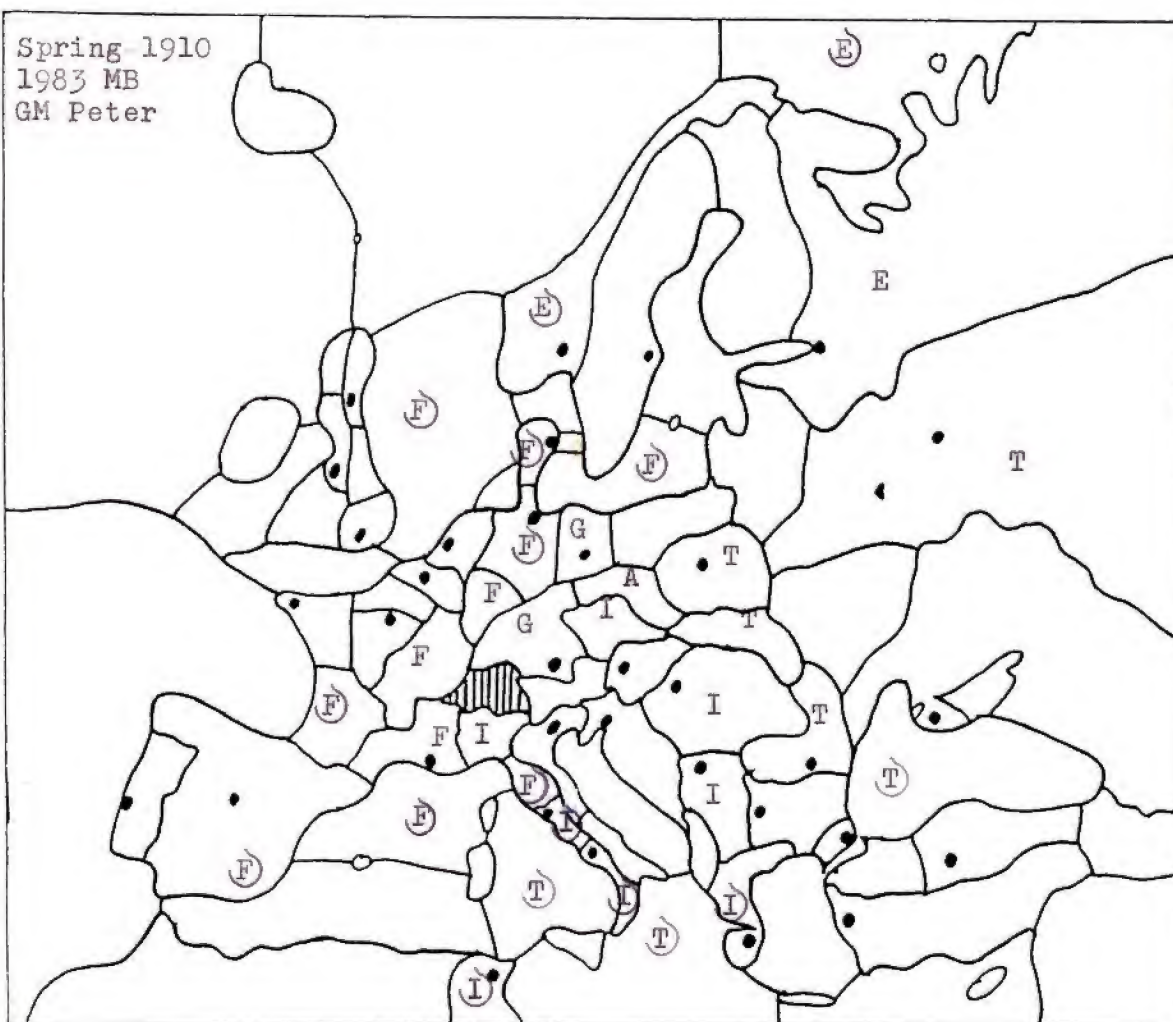 Spring 1910
1983 MB
GM Peter
E
E
E
F
F F T
G
F T
F A
I T
G
F
F I T
F I
F I T
F I
F
T I I
T
I